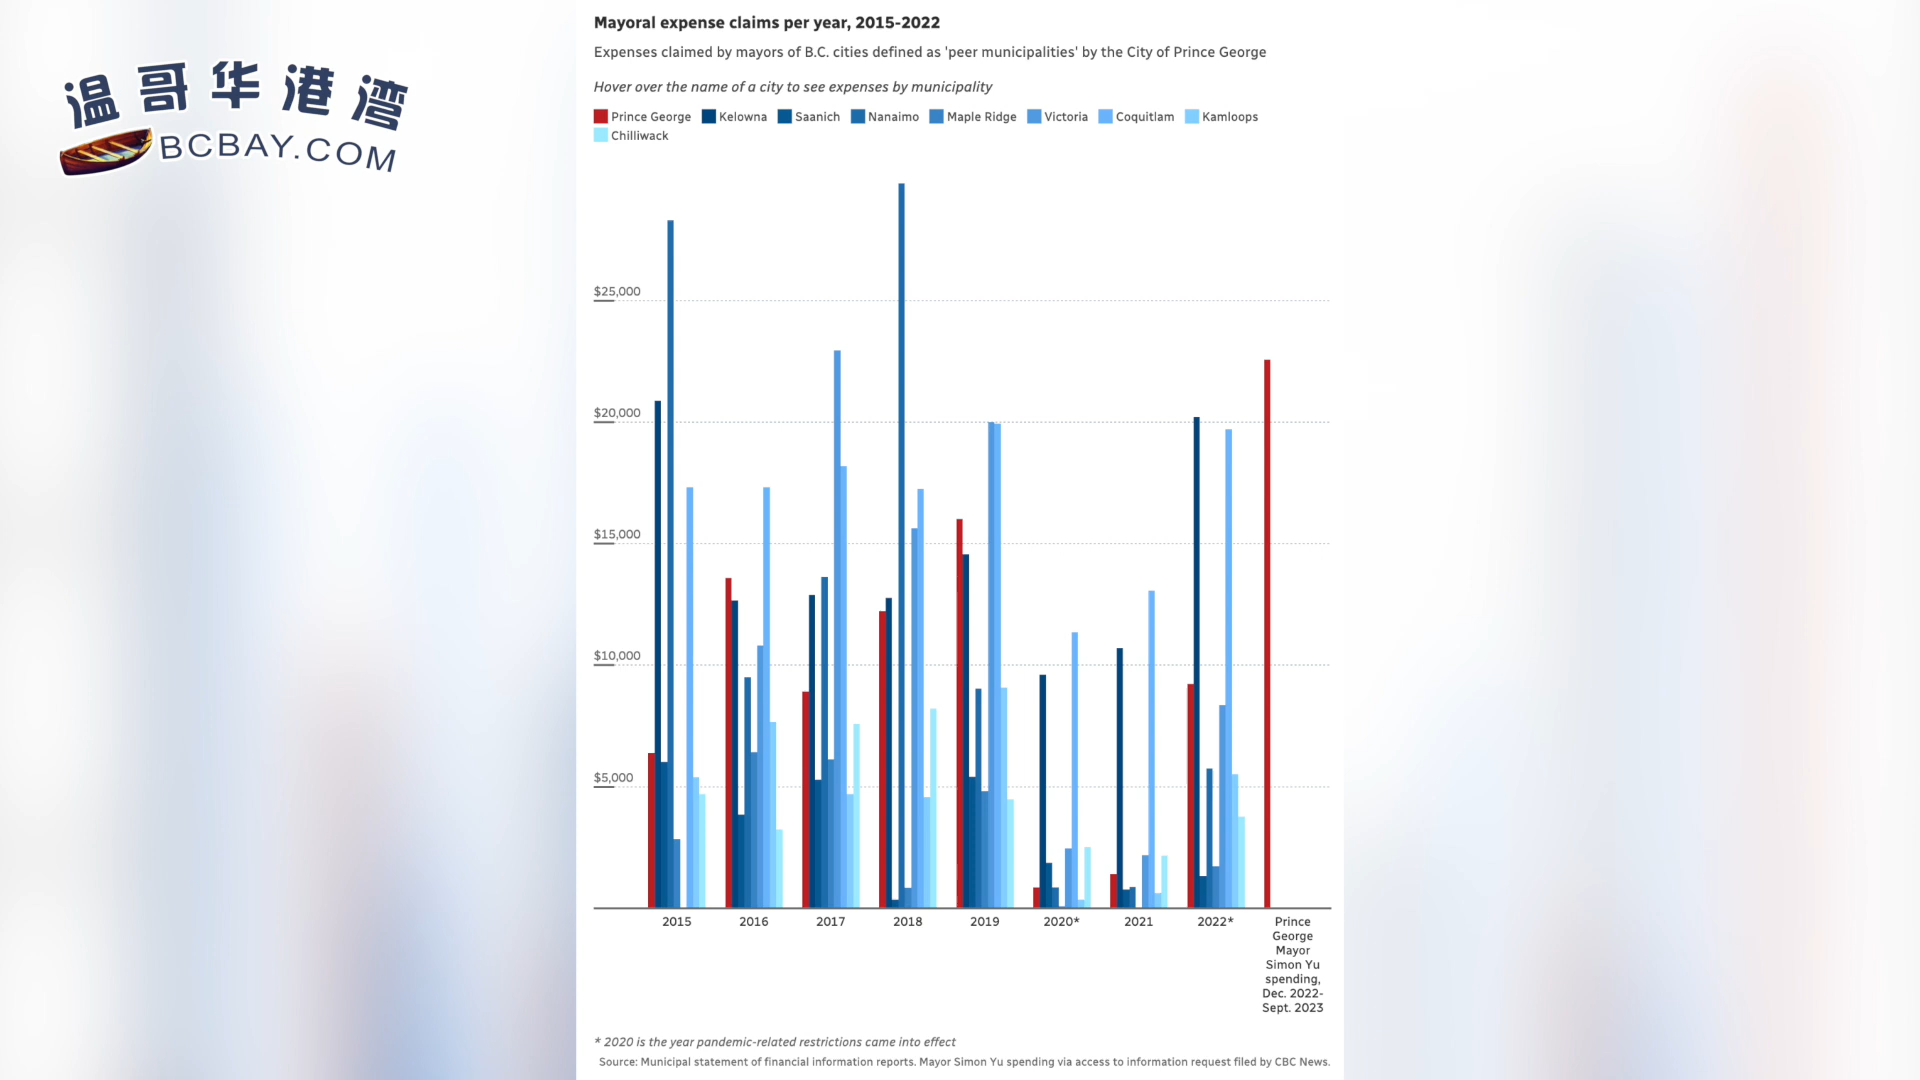 温哥华港湾
BCBAY.COM
Mayoral expense claims per year, 2015-2022
Expenses claimed by mayors of B.C. cities defined as 'peer municipalities' by the City of Prince George
Hover over the name of a city to see expenses by municipality
Prince George Kelowna Saanich Nanaimo Maple Ridge Victoria Coquitlam Kamloops
Chilliwack
$25,000
$20,000
$15,000
$10,000
$5,000
2015 2016 2017 2018 2019 2020* 2021 2022* Prince
George
Mayor
Simon Yu
spending,
Dec. 2022-
Sept. 2023
* 2020 is the year pandemic-related restrictions came into effect
Source: Municipal statement of financial information reports. Mayor Simon Yu spending via access to information request filed by CBC News.